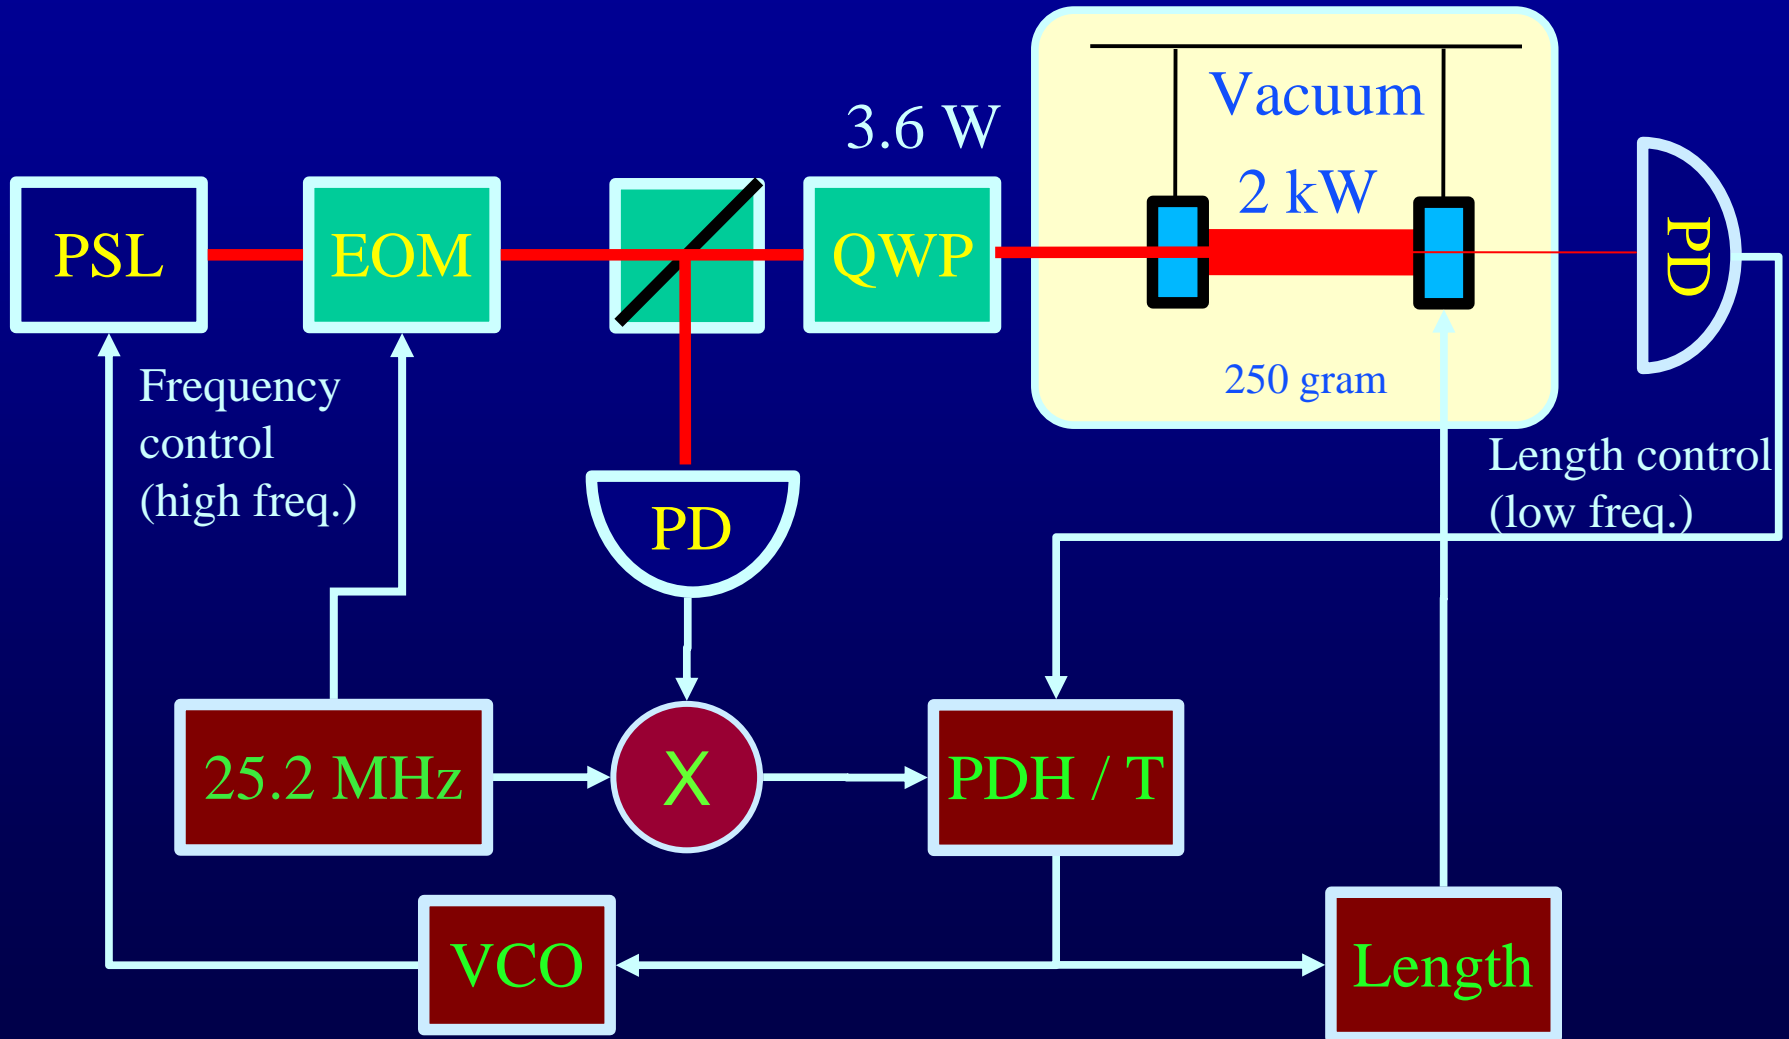 Vacuum
3.6 W
2 kW
PSL
EOM
QWP
PD
250 gram
Frequency
control
(high freq.)
Length control
(low freq.)
PD
25.2 MHz
X
PDH / T
VCO
Length